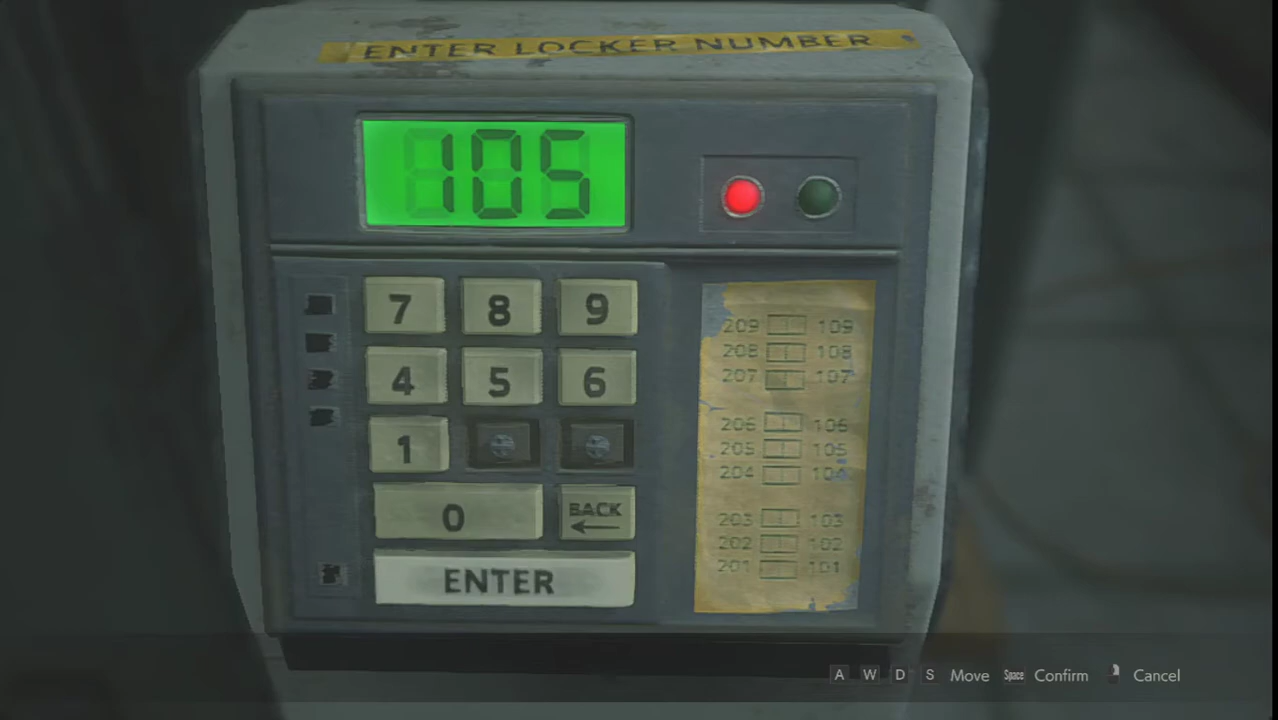 ENTER LOCKER NUMBER
105
7 8 9
4 5 6
1
0 BACK
ENTER
209 109
208 108
207 107
206 106
205 105
204 104
203 103
202 102
201 101
A W D S Move Space Confirm Cancel